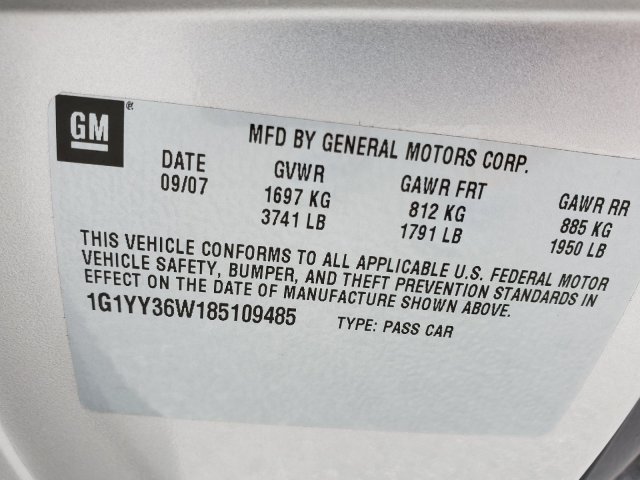 GM®
MFD BY GENERAL MOTORS CORP.
DATE GVWR GAWR FRT GAWR RR
09/07 1697 KG 812 KG 885 KG
3741 LB 1791 LB 1950 LB
THIS VEHICLE CONFORMS TO ALL APPLICABLE U.S. FEDERAL MOTOR
VEHICLE SAFETY, BUMPER, AND THEFT PREVENTION STANDARDS IN
EFFECT ON THE DATE OF MANUFACTURE SHOWN ABOVE.
1G1YY36W185109485 TYPE: PASS CAR